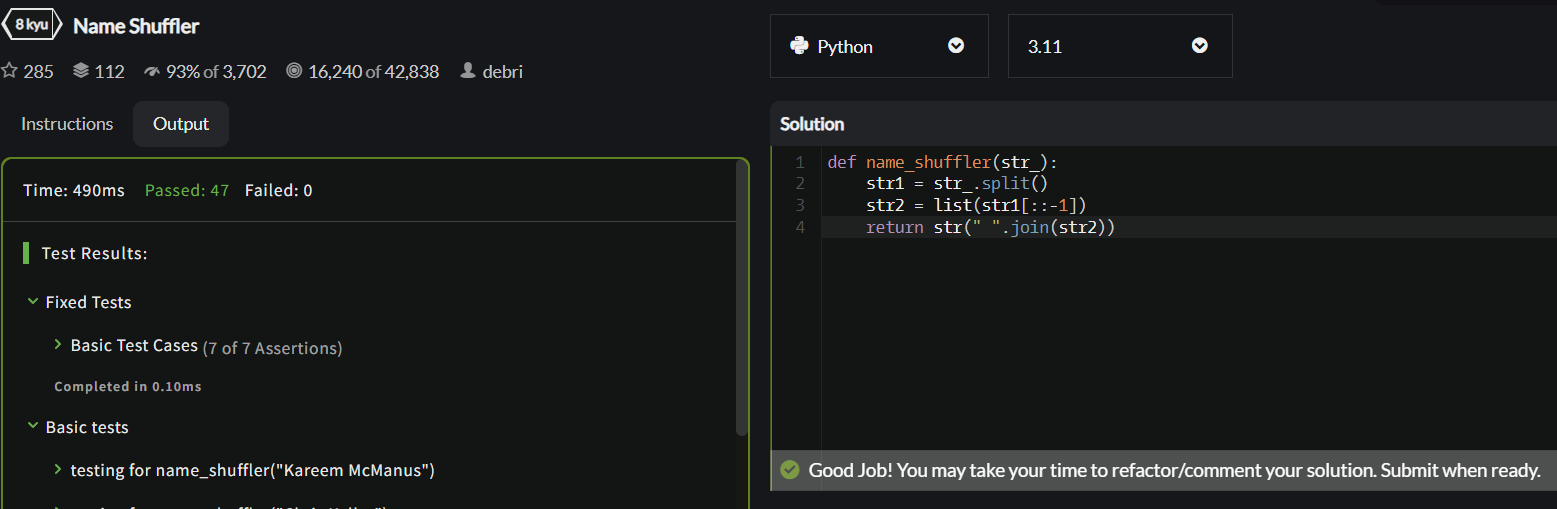 8 kyu Name Shuffler
285 112 93% of 3,702 16,240 of 42,838 debri
Python 3.11
Instructions Output
Time: 490ms Passed: 47 Failed: 0
Test Results:
Fixed Tests
Basic Test Cases (7 of 7 Assertions)
Completed in 0.10ms
Basic tests
testing for name_shuffler("Kareem McManus")
Solution
1 def name_shuffler(str_):
2     str1 = str_.split()
3     str2 = list(str1[::-1])
4     return str(" ".join(str2))
Good Job! You may take your time to refactor/comment your solution. Submit when ready.